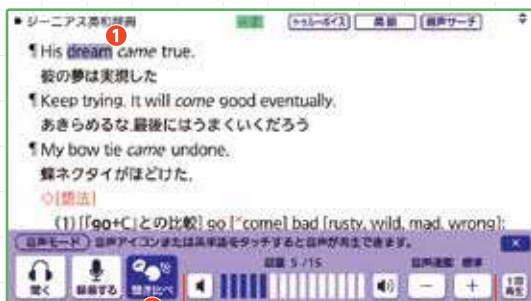 ▸ジーニアス英和辞典 トゥルーボイス 音声サーチ
1
¶His dream came true.
彼の夢は実現した
¶Keep trying. It will come good eventually.
あきらめるな.最後にはうまくいくだろう
¶My bow tie came undone.
蝶ネクタイがほどけた.
◇[語法]
(1) [「go+C」との比較] go [*come] bad [rusty, wild, mad, wrong]:
音声モード 音声アイコンまたは英単語をタッチすると音声が再生できます。 ×
音量 5 /15 音声速度 標準
聞く 録音する 聞き比べ - +